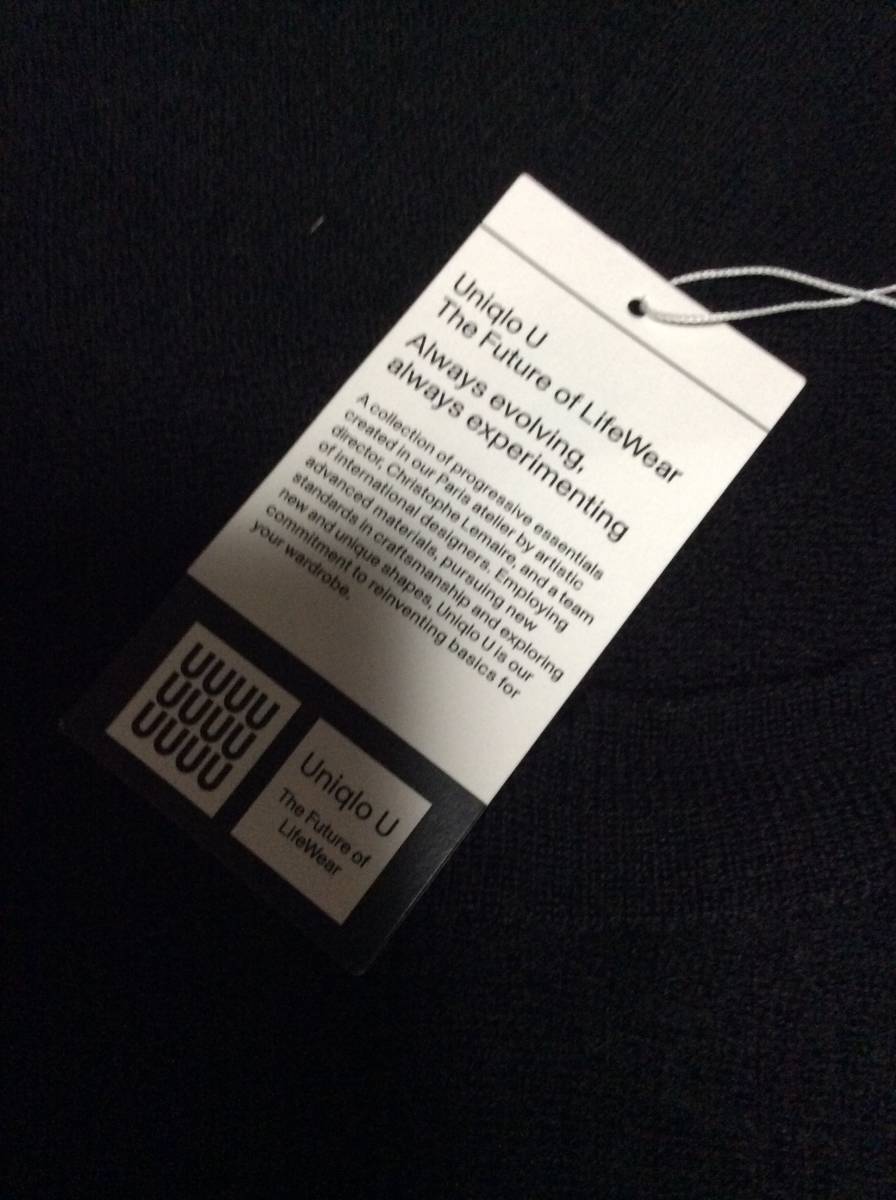 Uniqlo U
The Future of LifeWear
Always evolving,
always experimenting
A collection of progressive essentials
created in our Paris atelier by artistic
director, Christophe Lemaire, and a team
of international designers. Employing
advanced materials, pursuing new
standards in craftsmanship and exploring
new and unique shapes, Uniqlo U is our
commitment to reinventing basics for
your wardrobe.
UUUU
UUUU
UUUU
Uniqlo U
The Future of
LifeWear